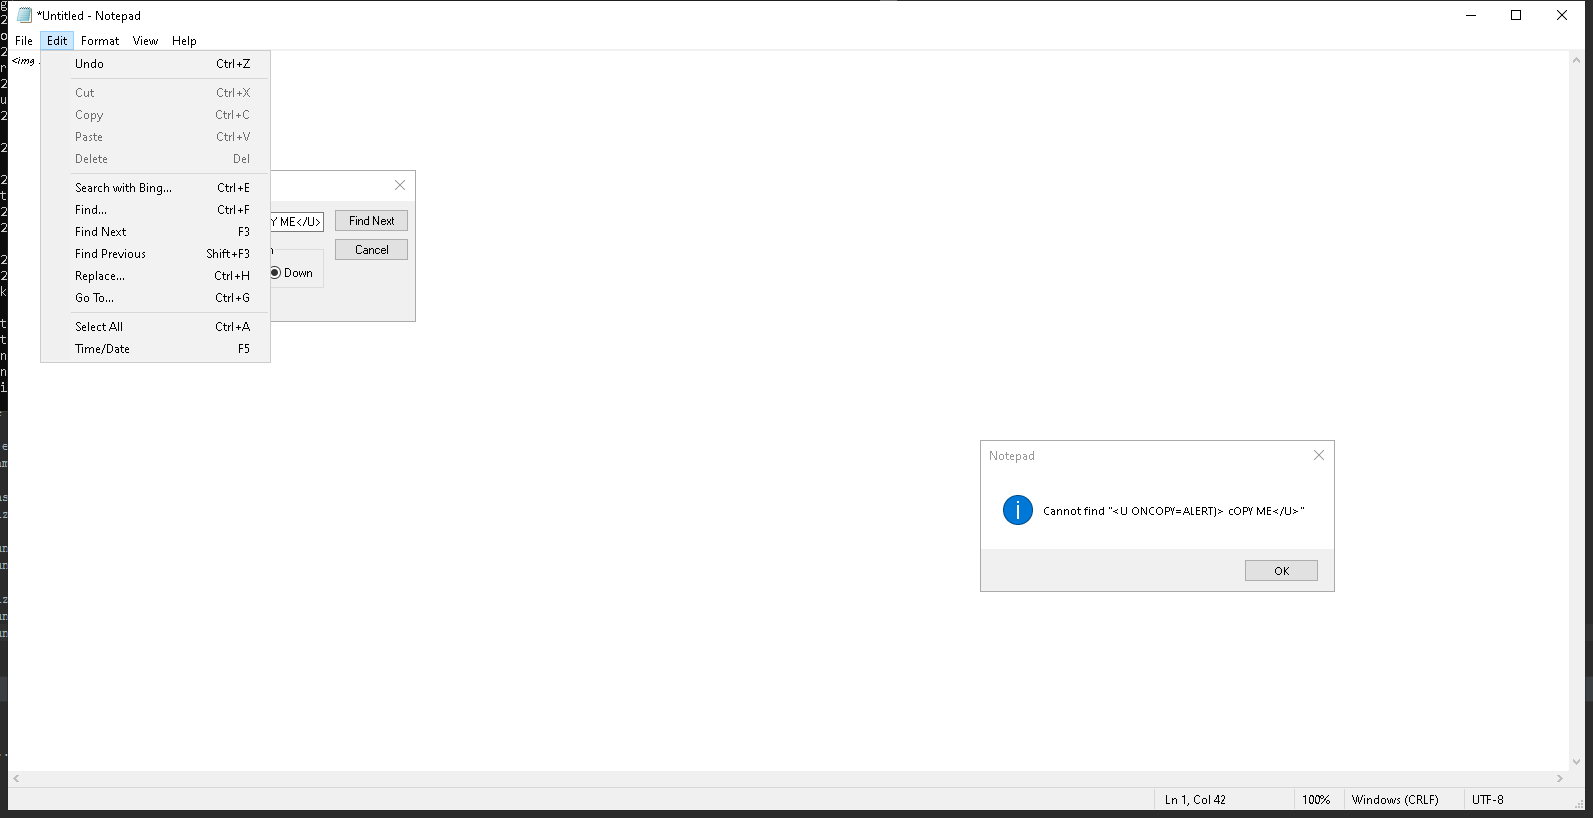 *Untitled - Notepad
File Edit Format View Help
<img
Undo Ctrl+Z
Cut Ctrl+X
Copy Ctrl+C
Paste Ctrl+V
Delete Del
Search with Bing... Ctrl+E
Find... Ctrl+F
Find Next F3
Find Previous Shift+F3
Replace... Ctrl+H
Go To... Ctrl+G
Select All Ctrl+A
Time/Date F5
Y ME</U> Find Next
Cancel
Down
Notepad
Cannot find "<U ONCOPY=ALERT)> cOPY ME</U>"
OK
Ln 1, Col 42 100% Windows (CRLF) UTF-8